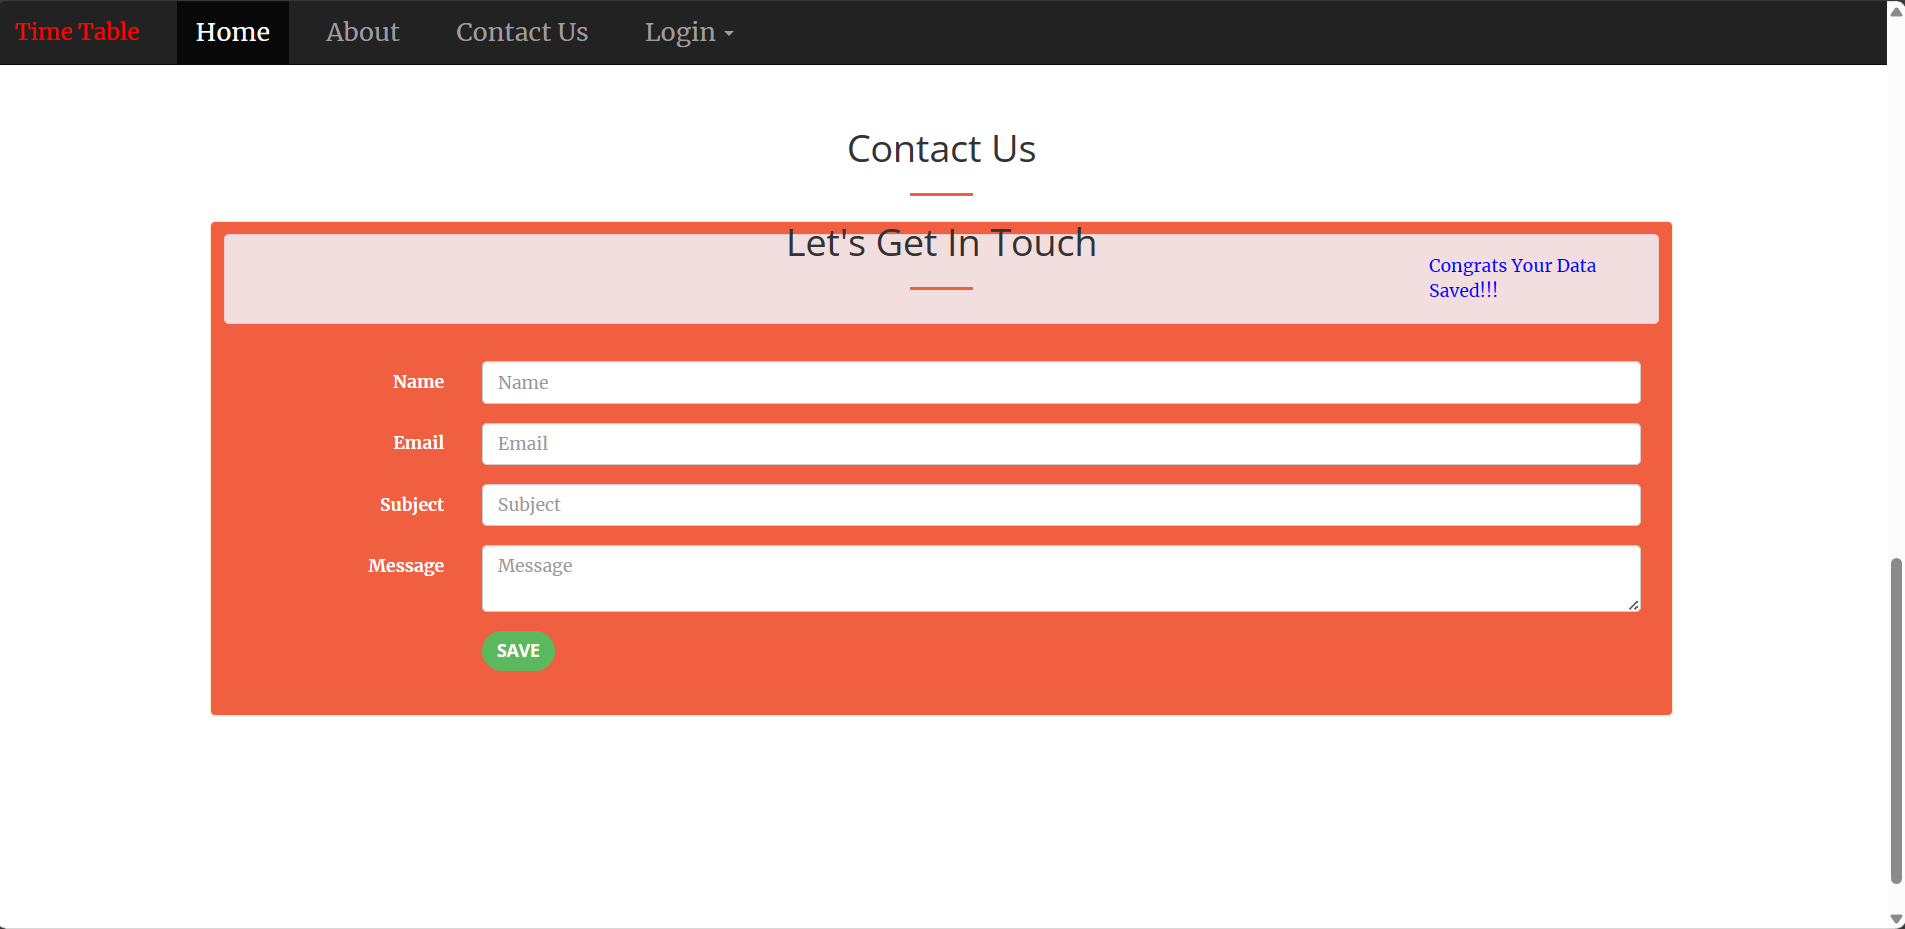 Time Table
Home
About
Contact Us
Login
Contact Us
Let's Get In Touch
Congrats Your Data
Saved!!!
Name
Name
Email
Email
Subject
Subject
Message
Message
SAVE